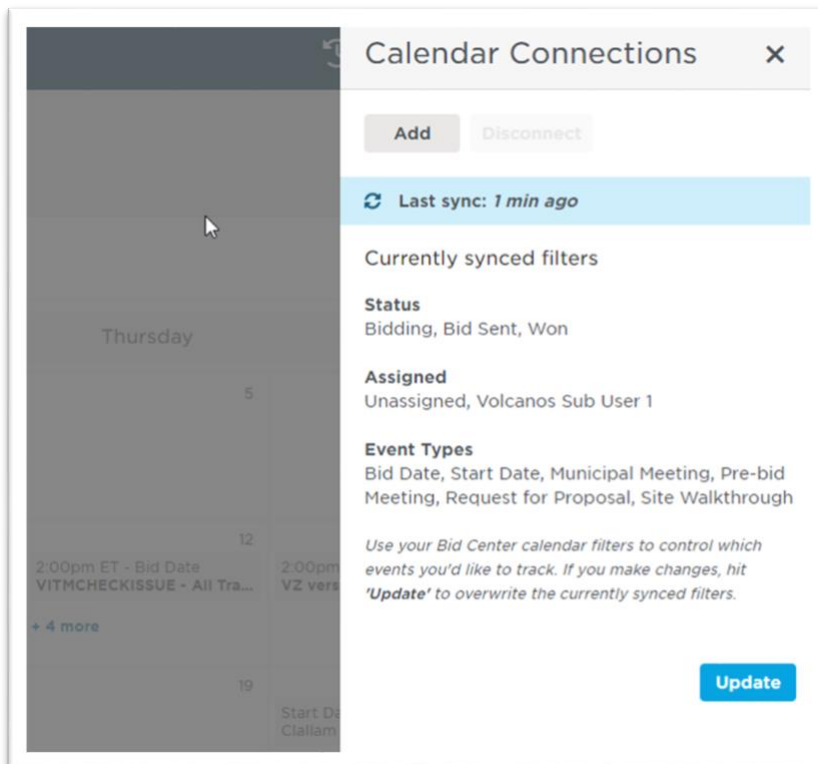 Calendar Connections
Add
Disconnect
Last sync: 1 min ago
Currently synced filters
Status
Bidding, Bid Sent, Won
Assigned
Unassigned, Volcanos Sub User 1
Event Types
Bid Date, Start Date, Municipal Meeting, Pre-bid
Meeting, Request for Proposal, Site Walkthrough
Use your Bid Center calendar filters to control which
events you'd like to track. If you make changes, hit
'Update' to overwrite the currently synced filters.
Update
Thursday
5
12
2:00pm ET - Bid Date
VITMCHECKISSUE - All Tra...
+ 4 more
2:00pm
VZ vers
19
Start Da
Clallam